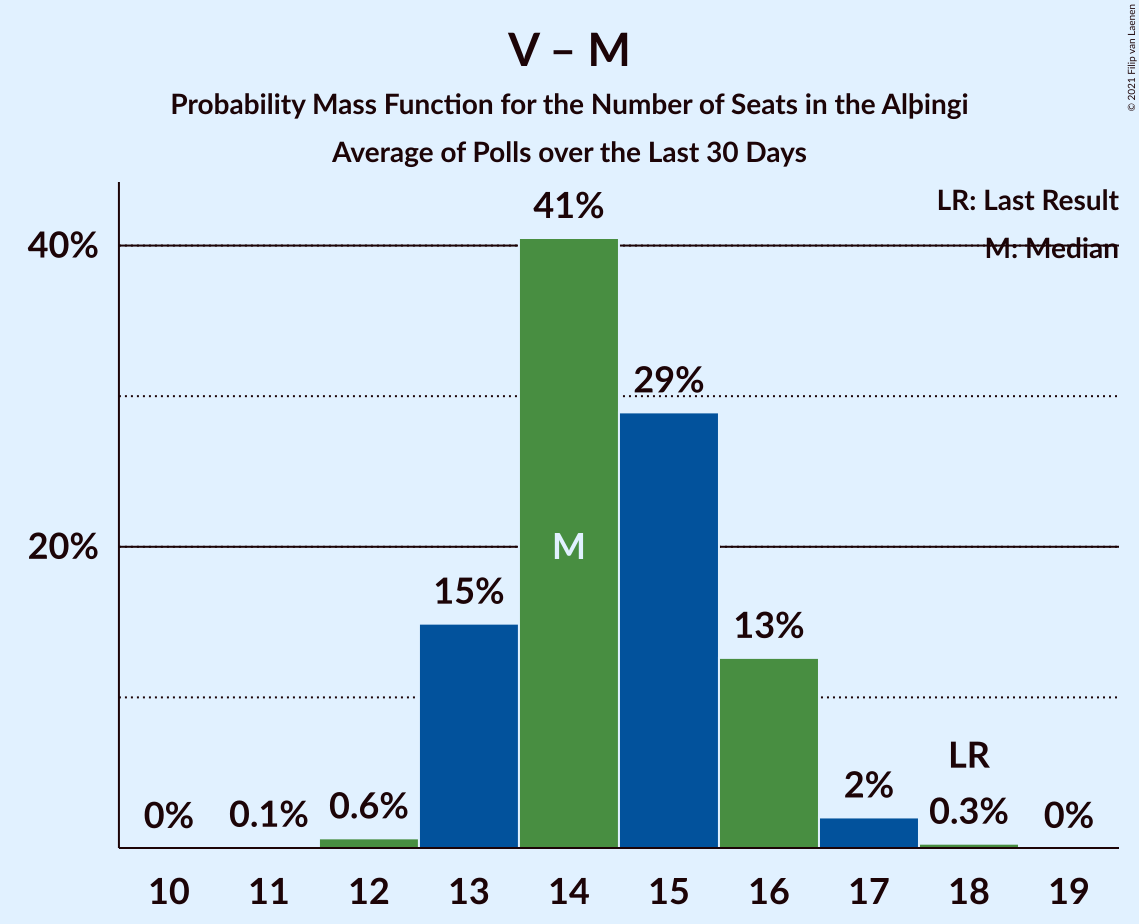 V – M
Probability Mass Function for the Number of Seats in the Alþingi
Average of Polls over the Last 30 Days
© 2021 Filip van Laenen
LR: Last Result
M: Median
40%
20%
0%
0.1%
0.6%
15%
41%
M
29%
13%
2%
LR
0.3%
0%
10 11 12 13 14 15 16 17 18 19